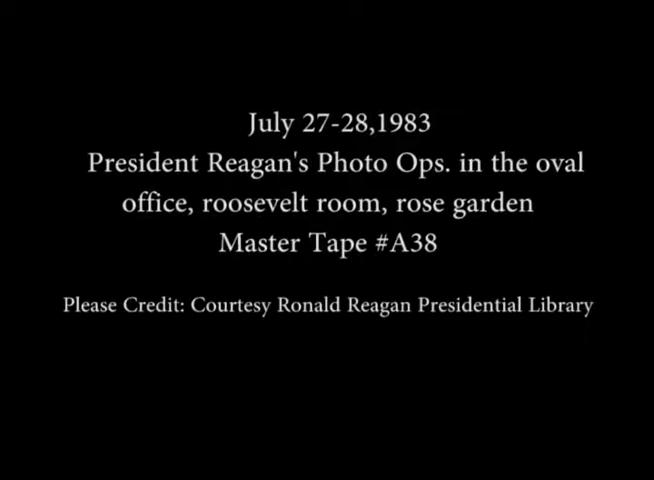 July 27-28,1983
President Reagan's Photo Ops. in the oval
office, roosevelt room, rose garden
Master Tape #A38
Please Credit: Courtesy Ronald Reagan Presidential Library